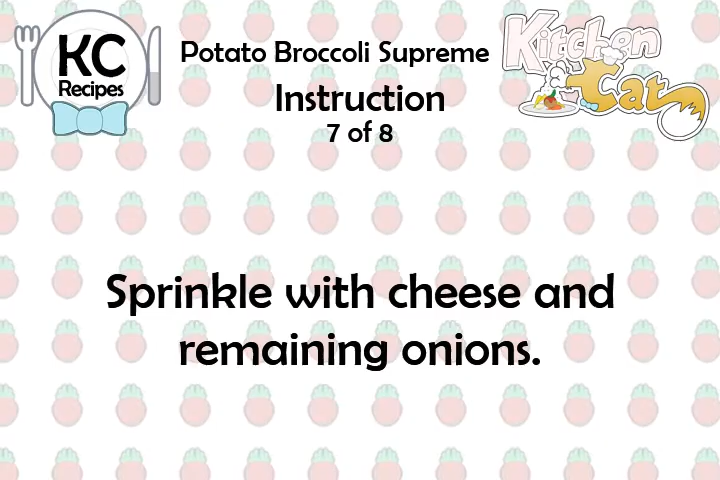 KC
Recipes
Potato Broccoli Supreme
Instruction
7 of 8
Kitchen
Cat
Sprinkle with cheese and
remaining onions.